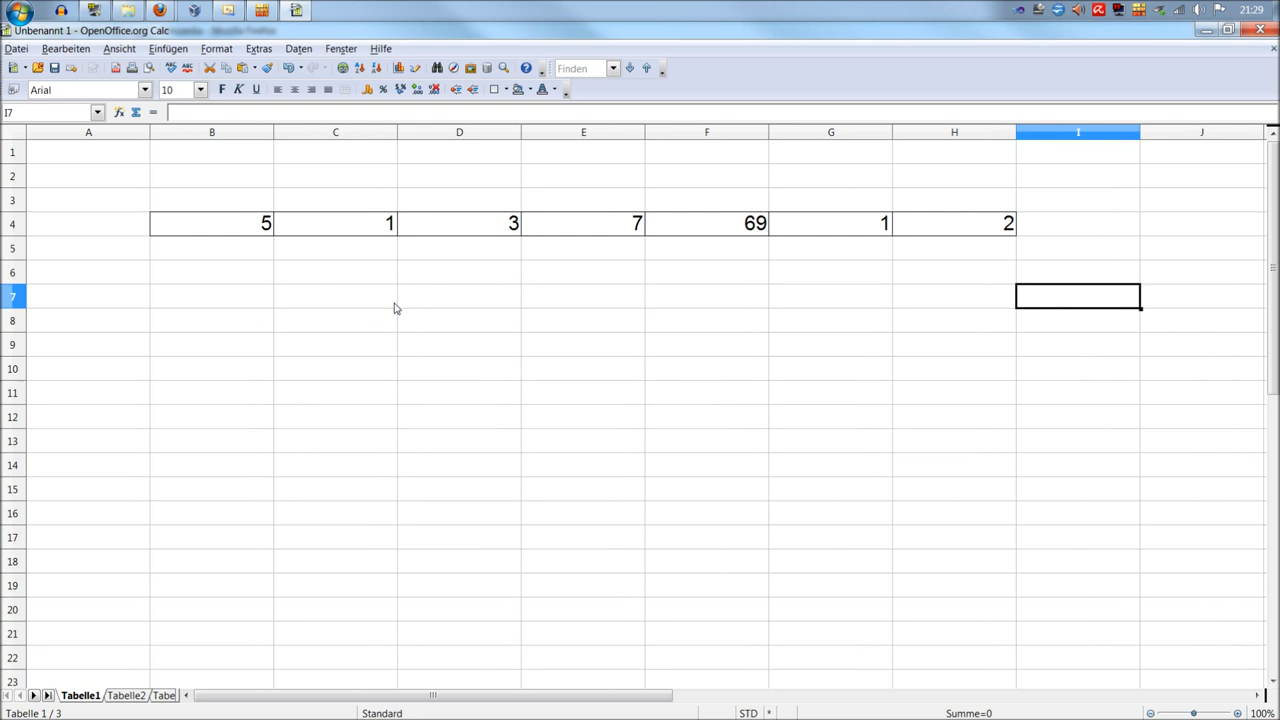 21:29
Unbenannt 1 - OpenOffice.org Calc
Datei Bearbeiten Ansicht Einfügen Format Extras Daten Fenster Hilfe
Finden
Arial 10 F K U
I7
A B C D E F G H I J
1
2
3
4 5 1 3 7 69 1 2
5
6
7
8
9
10
11
12
13
14
15
16
17
18
19
20
21
22
23
Tabelle1 Tabelle2 Tabe
Tabelle 1 / 3 Standard STD * Summe=0 100%